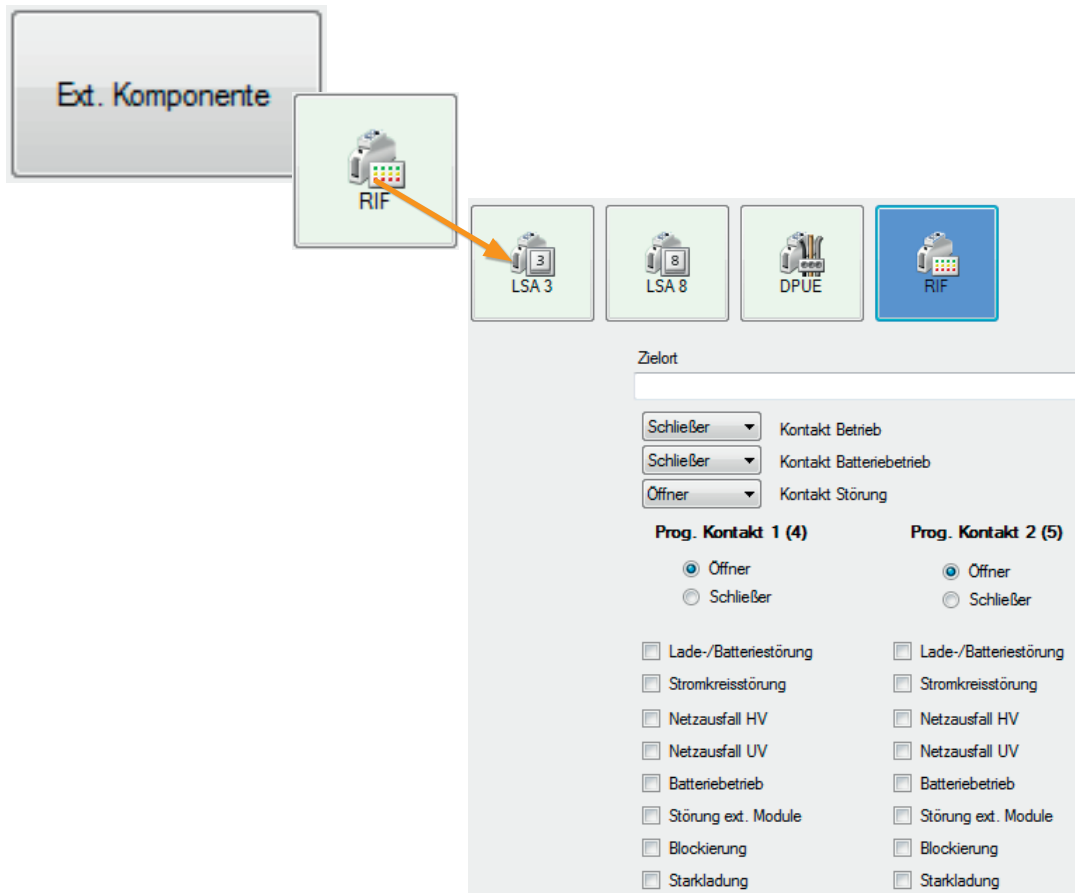 Ext. Komponente
RIF
3
8
LSA 3 LSA 8 DPUE RIF
Zielort
Schließer Kontakt Betrieb
Schließer Kontakt Batteriebetrieb
Öffner Kontakt Störung
Prog. Kontakt 1 (4) Prog. Kontakt 2 (5)
Öffner Öffner
Schließer Schließer
Lade-/Batteriestörung Lade-/Batteriestörung
Stromkreisstörung Stromkreisstörung
Netzausfall HV Netzausfall HV
Netzausfall UV Netzausfall UV
Batteriebetrieb Batteriebetrieb
Störung ext. Module Störung ext. Module
Blockierung Blockierung
Starkladung Starkladung